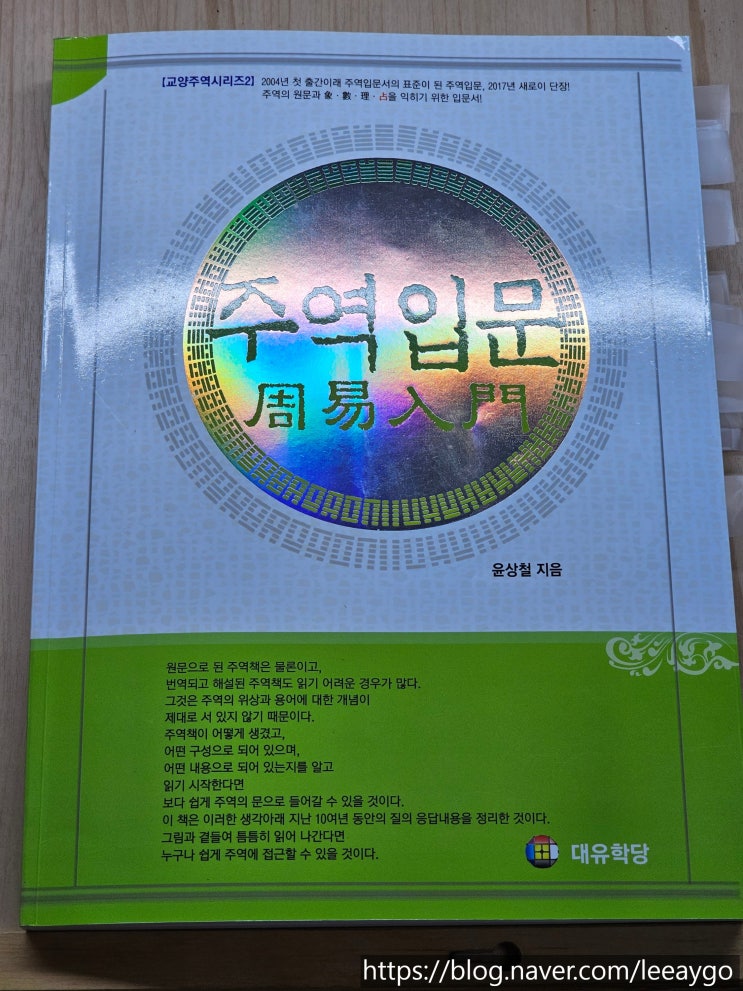 [교양주역시리즈2] 2004년 첫 출간이래 주역입문서의 표준이 된 주역입문, 2017년 새로이 단장!
주역의 원문과 象·數·理·占을 익히기 위한 입문서!
주역입문
周易入門
윤상철 지음
원문으로 된 주역책은 물론이고,
번역되고 해설된 주역책도 읽기 어려운 경우가 많다.
그것은 주역의 위상과 용어에 대한 개념이
제대로 서 있지 않기 때문이다.
주역책이 어떻게 생겼고,
어떤 구성으로 되어 있으며,
어떤 내용으로 되어 있는지를 알고
읽기 시작한다면
보다 쉽게 주역의 문으로 들어갈 수 있을 것이다.
이 책은 이러한 생각아래 지난 10여년 동안의 질의 응답내용을 정리한 것이다.
그림과 곁들여 틈틈히 읽어 나간다면
누구나 쉽게 주역에 접근할 수 있을 것이다.
대유학당
https://blog.naver.com/leeaygo